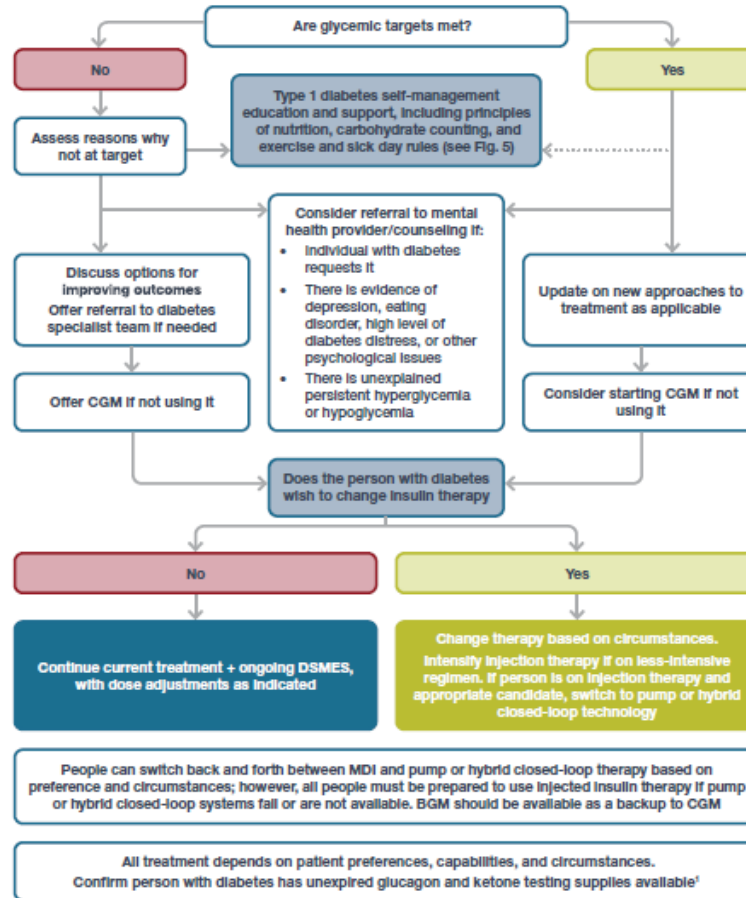 Are glycemic targets met?
No
Yes
Type 1 diabetes self-management
education and support, including principles
of nutrition, carbohydrate counting, and
exercise and sick day rules (see Fig. 5)
Assess reasons why
not at target
Consider referral to mental
health provider/counseling if:
• Individual with diabetes
requests it
• There is evidence of
depression, eating
disorder, high level of
diabetes distress, or other
psychological issues
• There is unexplained
persistent hyperglycemia
or hypoglycemia
Discuss options for
improving outcomes
Offer referral to diabetes
specialist team if needed
Update on new approaches to
treatment as applicable
Offer CGM if not using it
Consider starting CGM if not
using it
Does the person with diabetes
wish to change insulin therapy
No
Yes
Continue current treatment + ongoing DSMES,
with dose adjustments as indicated
Change therapy based on circumstances.
Intensify injection therapy if on less-intensive
regimen. If person is on injection therapy and
appropriate candidate, switch to pump or hybrid
closed-loop technology
People can switch back and forth between MDI and pump or hybrid closed-loop therapy based on
preference and circumstances; however, all people must be prepared to use injected insulin therapy if pump
or hybrid closed-loop systems fail or are not available. BGM should be available as a backup to CGM
All treatment depends on patient preferences, capabilities, and circumstances.
Confirm person with diabetes has unexpired glucagon and ketone testing supplies available¹